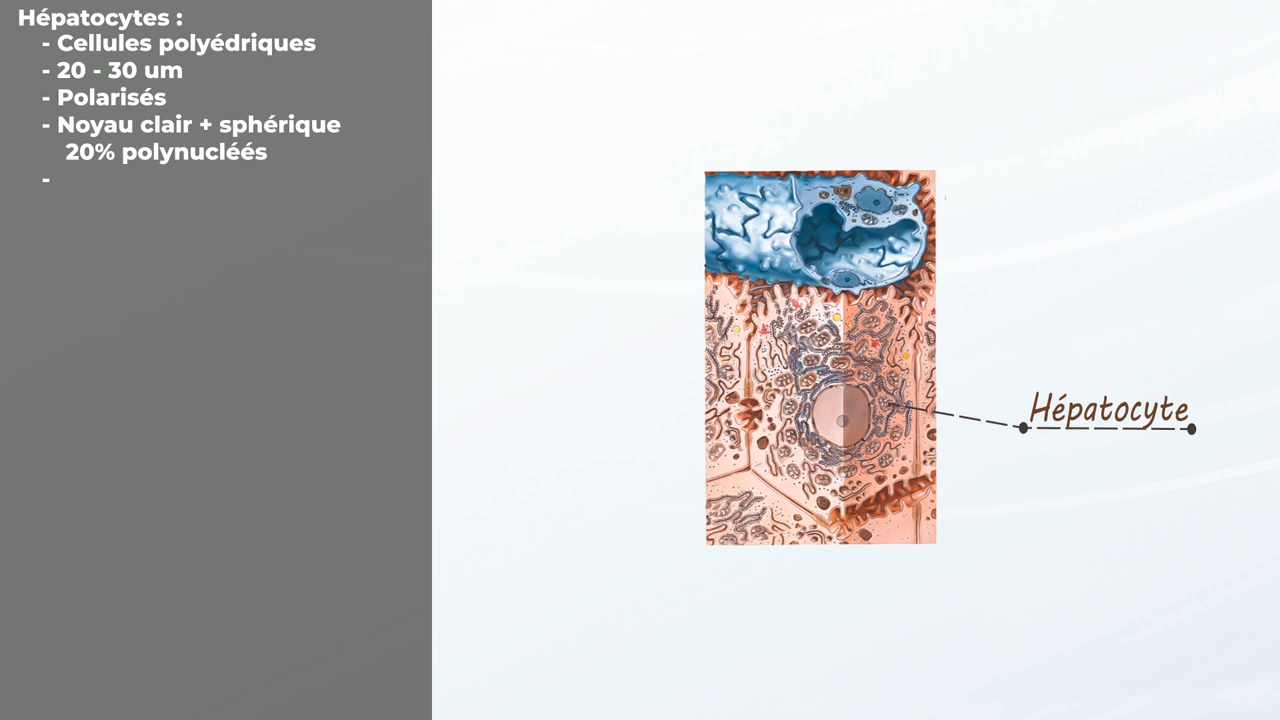 Hépatocytes :
- Cellules polyédriques
- 20 - 30 um
- Polarisés
- Noyau clair + sphérique
20% polynucléés
-
Hépatocyte